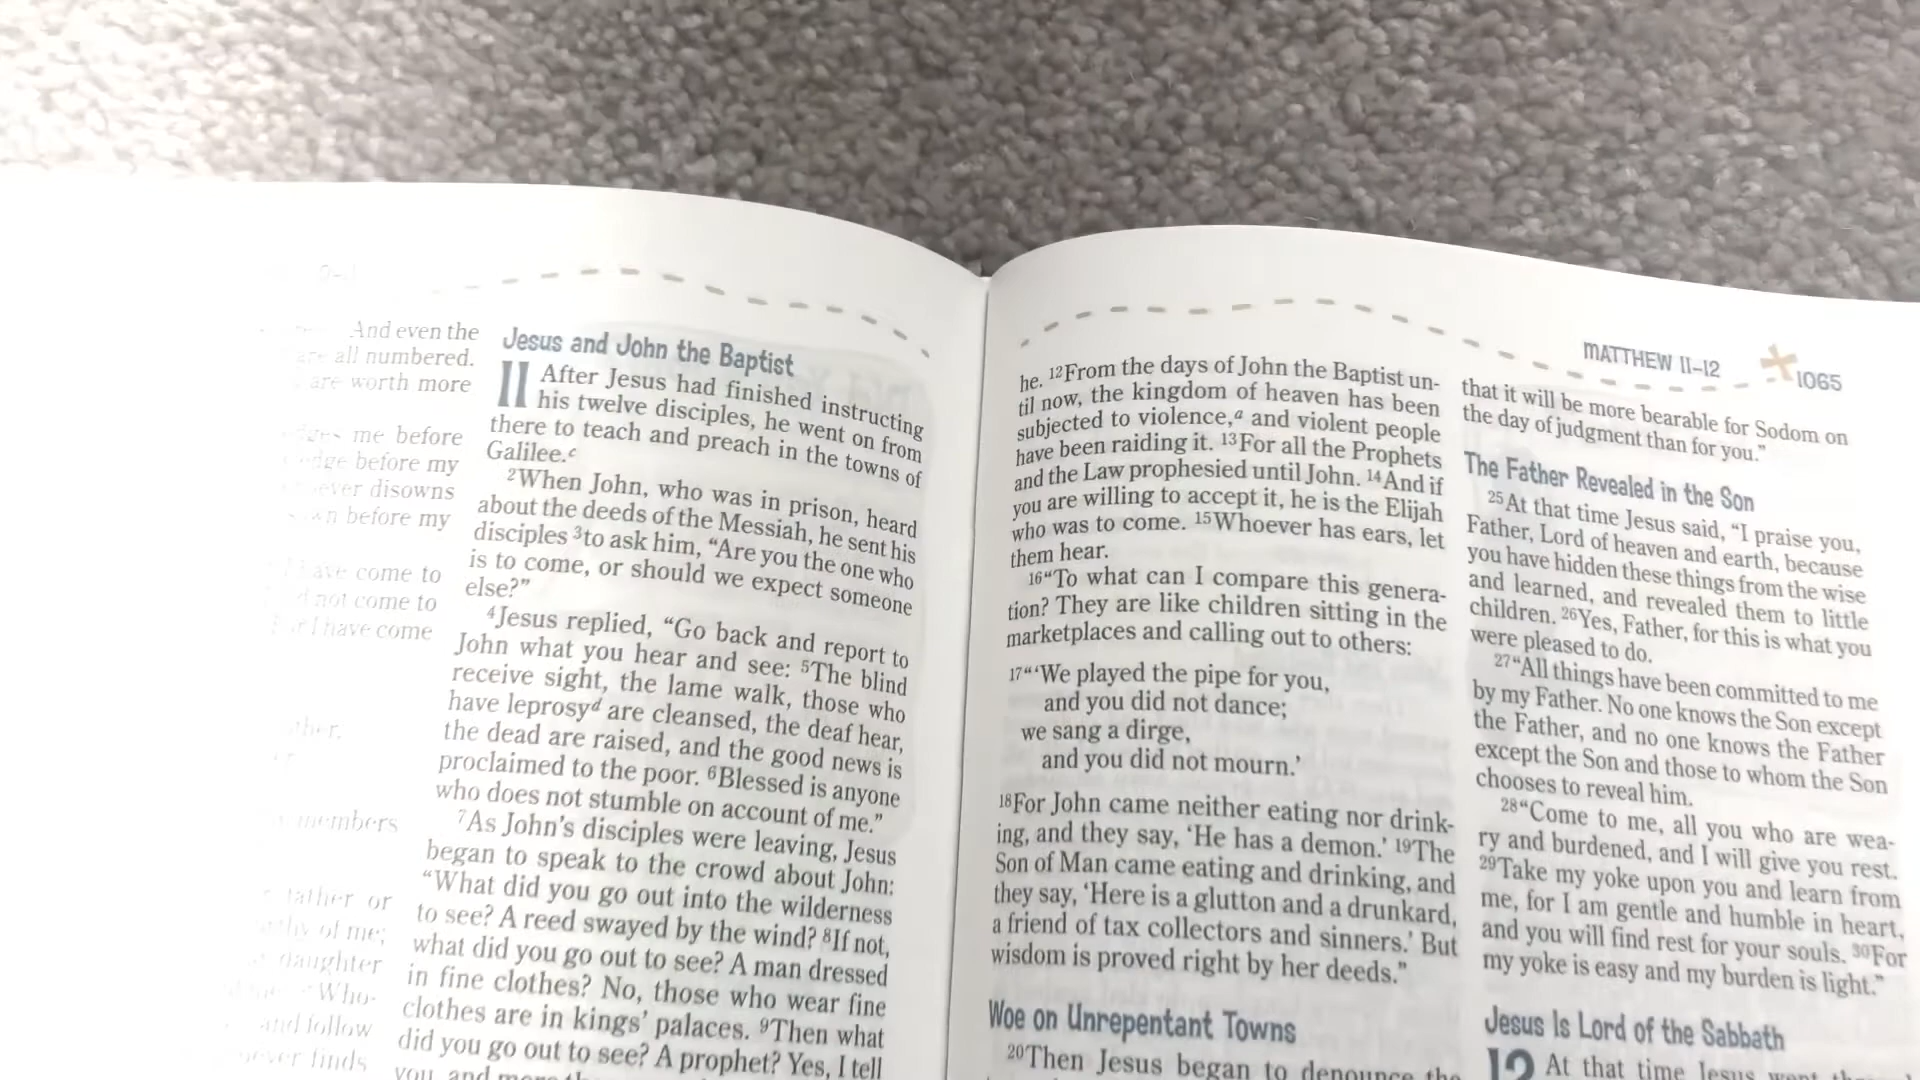 And even the
all numbered.
are worth more
me before
before my
disowns
before my
have come to
not come to
I have come
members
father or
of me;
daughter
"Who-
and follow
finds
Jesus and John the Baptist
11 After Jesus had finished instructing
his twelve disciples, he went on from
there to teach and preach in the towns of
Galilee.c
2When John, who was in prison, heard
about the deeds of the Messiah, he sent his
disciples 3to ask him, “Are you the one who
is to come, or should we expect someone
else?”
4Jesus replied, “Go back and report to
John what you hear and see: 5The blind
receive sight, the lame walk, those who
have leprosyd are cleansed, the deaf hear,
the dead are raised, and the good news is
proclaimed to the poor. 6Blessed is anyone
who does not stumble on account of me.”
7As John’s disciples were leaving, Jesus
began to speak to the crowd about John:
“What did you go out into the wilderness
to see? A reed swayed by the wind? 8If not,
what did you go out to see? A man dressed
in fine clothes? No, those who wear fine
clothes are in kings’ palaces. 9Then what
did you go out to see? A prophet? Yes, I tell
you, and more
MATTHEW 11–12 1065
he. 12From the days of John the Baptist un-
til now, the kingdom of heaven has been
subjected to violence,a and violent people
have been raiding it. 13For all the Prophets
and the Law prophesied until John. 14And if
you are willing to accept it, he is the Elijah
who was to come. 15Whoever has ears, let
them hear.
16“To what can I compare this genera-
tion? They are like children sitting in the
marketplaces and calling out to others:
17“‘We played the pipe for you,
and you did not dance;
we sang a dirge,
and you did not mourn.’
18For John came neither eating nor drink-
ing, and they say, ‘He has a demon.’ 19The
Son of Man came eating and drinking, and
they say, ‘Here is a glutton and a drunkard,
a friend of tax collectors and sinners.’ But
wisdom is proved right by her deeds.”
Woe on Unrepentant Towns
20Then Jesus began to denounce the
that it will be more bearable for Sodom on
the day of judgment than for you.”
The Father Revealed in the Son
25At that time Jesus said, “I praise you,
Father, Lord of heaven and earth, because
you have hidden these things from the wise
and learned, and revealed them to little
children. 26Yes, Father, for this is what you
were pleased to do.
27“All things have been committed to me
by my Father. No one knows the Son except
the Father, and no one knows the Father
except the Son and those to whom the Son
chooses to reveal him.
28“Come to me, all you who are wea-
ry and burdened, and I will give you rest.
29Take my yoke upon you and learn from
me, for I am gentle and humble in heart,
and you will find rest for your souls. 30For
my yoke is easy and my burden is light.”
Jesus Is Lord of the Sabbath
12 At that time Jesus went